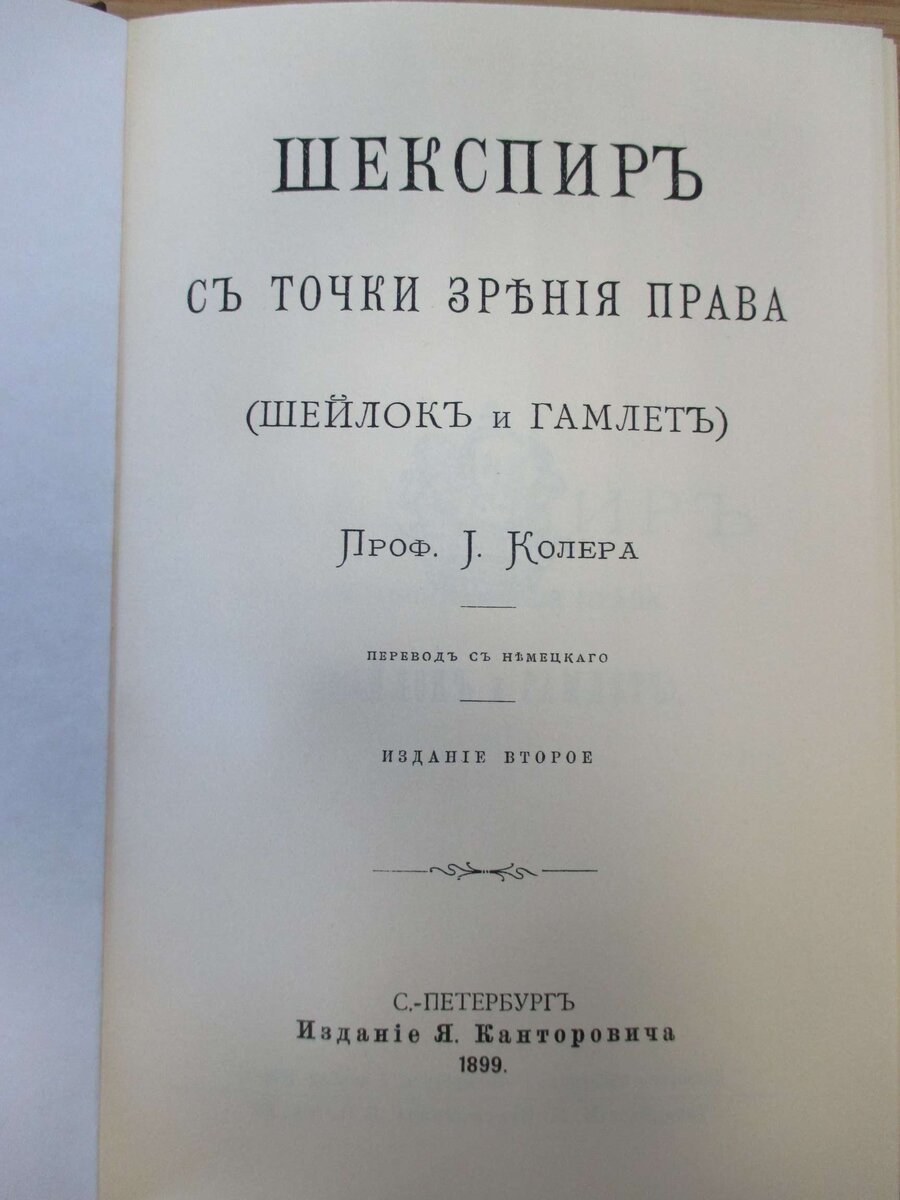 ШЕКСПИРЪ
СЪ ТОЧКИ ЗРѢНІЯ ПРАВА
(ШЕЙЛОКЪ и ГАМЛЕТЪ)
Проф. J. Колера
ПЕРЕВОДЪ СЪ НѢМЕЦКАГО
ИЗДАНІЕ ВТОРОЕ
С.-ПЕТЕРБУРГЪ
Изданіе Я. Канторовича
1899.